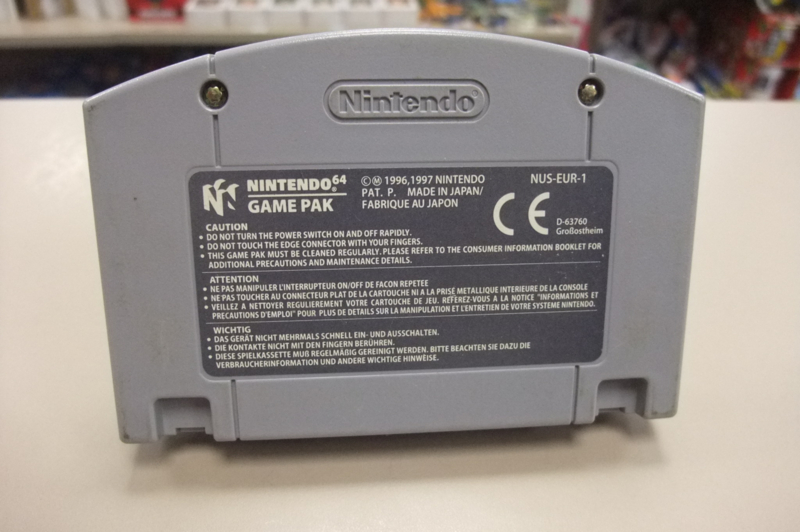 Nintendo
NINTENDO64
GAME PAK
©Ⓜ 1996,1997 NINTENDO
PAT. P. MADE IN JAPAN/
FABRIQUE AU JAPON
NUS-EUR-1
CE
D-63760
Großostheim
CAUTION
• DO NOT TURN THE POWER SWITCH ON AND OFF RAPIDLY.
• DO NOT TOUCH THE EDGE CONNECTOR WITH YOUR FINGERS.
• THIS GAME PAK MUST BE CLEANED REGULARLY. PLEASE REFER TO THE CONSUMER INFORMATION BOOKLET FOR
ADDITIONAL PRECAUTIONS AND MAINTENANCE DETAILS.
ATTENTION
• NE PAS MANIPULER L'INTERRUPTEUR ON/OFF DE FACON REPETEE
• NE PAS TOUCHER AU CONNECTEUR PLAT DE LA CARTOUCHE NI A LA PRISE METALLIQUE INTERIEURE DE LA CONSOLE
• VEILLEZ A NETTOYER REGULIEREMENT VOTRE CARTOUCHE DE JEU. REFEREZ-VOUS A LA NOTICE "INFORMATIONS ET
PRECAUTIONS D'EMPLOI" POUR PLUS DE DETAILS SUR LA MANIPULATION ET L'ENTRETIEN DE VOTRE SYSTEME NINTENDO.
WICHTIG
• DAS GERÄT NICHT MEHRMALS SCHNELL EIN- UND AUSSCHALTEN.
• DIE KONTAKTE NICHT MIT DEN FINGERN BERÜHREN.
• DIESE SPIELKASSETTE MUß REGELMÄßIG GEREINIGT WERDEN. BITTE BEACHTEN SIE DAZU DIE
VERBRAUCHERINFORMATION UND ANDERE WICHTIGE HINWEISE.